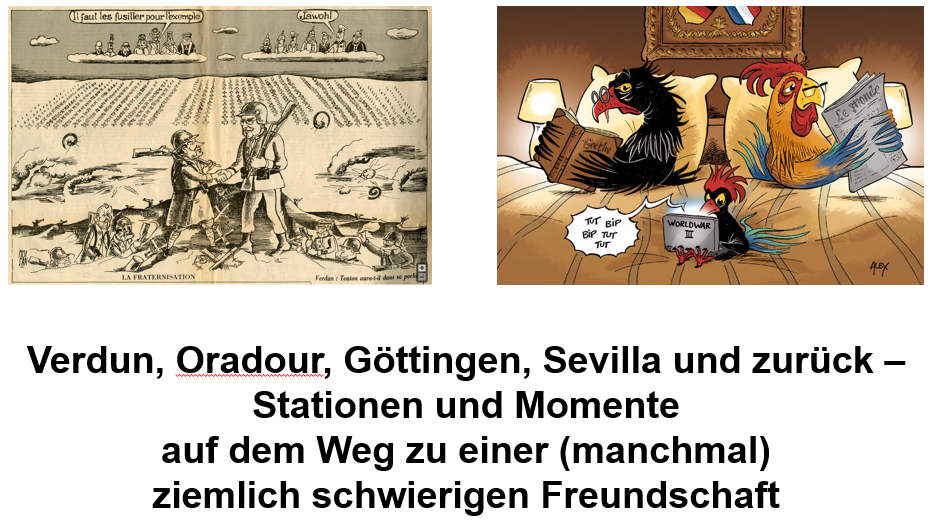 Il faut les fusiller pour l'exemple
Jawohl
LA FRATERNISATION
Verdun : Tonton aura-t-il dans sa poche
Goethe
Le Monde
TUT BIP
BIP TUT
TUT
WORLDWAR
III
ALEX
Verdun, Oradour, Göttingen, Sevilla und zurück –
Stationen und Momente
auf dem Weg zu einer (manchmal)
ziemlich schwierigen Freundschaft